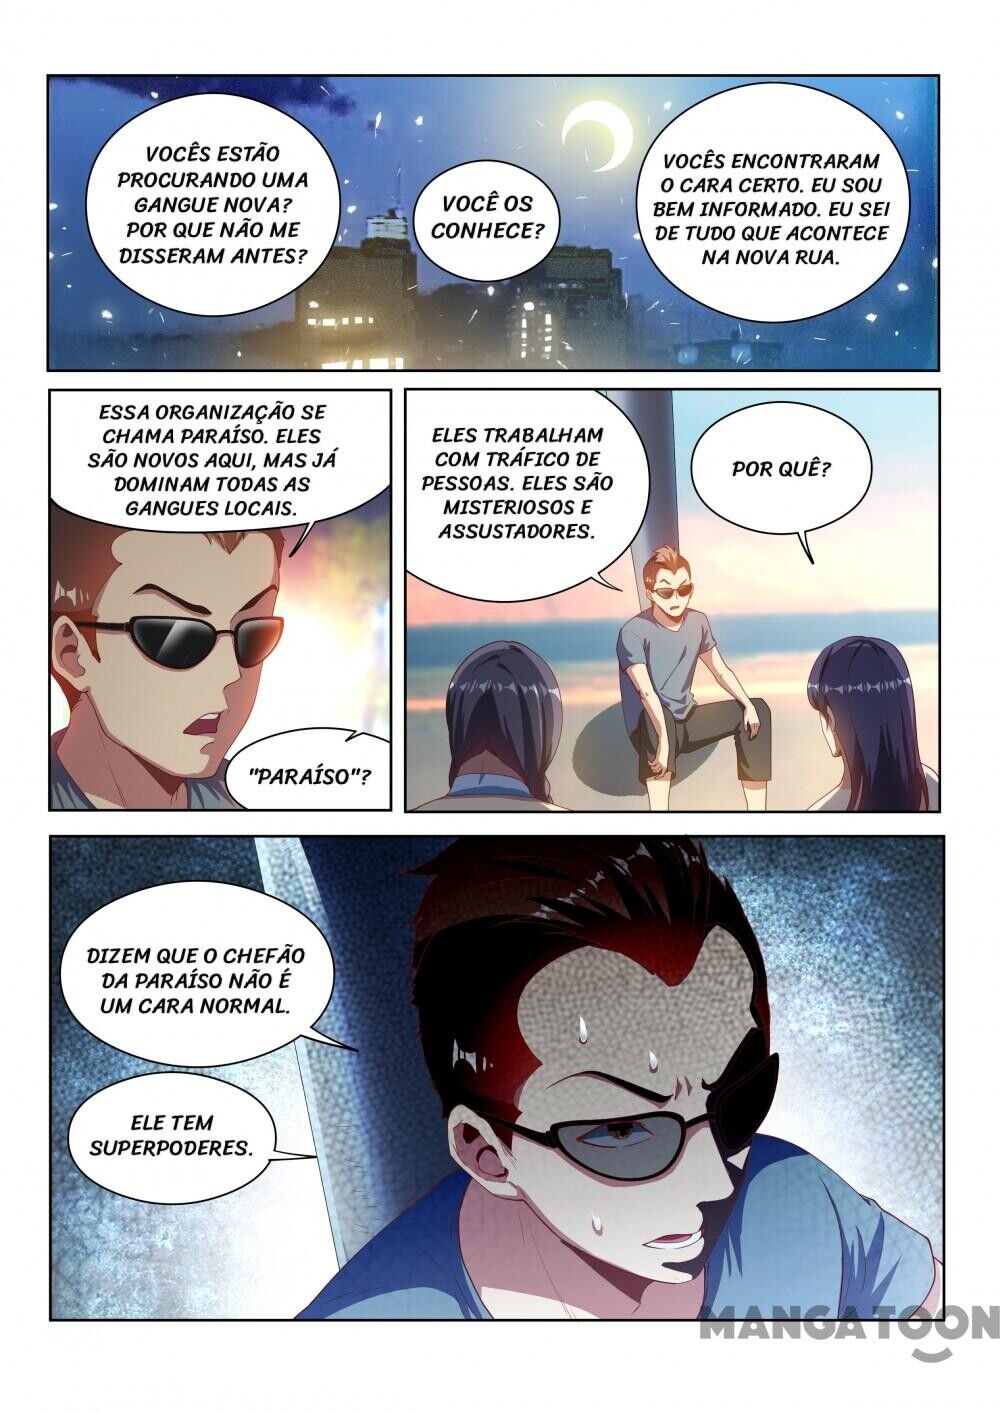 VOCÊS ESTÃO
PROCURANDO UMA
GANGUE NOVA?
POR QUE NÃO ME
DISSERAM ANTES?
VOCÊ OS
CONHECE?
VOCÊS ENCONTRARAM
O CARA CERTO. EU SOU
BEM INFORMADO. EU SEI
DE TUDO QUE ACONTECE
NA NOVA RUA.
ESSA ORGANIZAÇÃO SE
CHAMA PARAÍSO. ELES
SÃO NOVOS AQUI, MAS JÁ
DOMINAM TODAS AS
GANGUES LOCAIS.
"PARAÍSO"?
ELES TRABALHAM
COM TRÁFICO DE
PESSOAS. ELES SÃO
MISTERIOSOS E
ASSUSTADORES.
POR QUÊ?
DIZEM QUE O CHEFÃO
DA PARAÍSO NÃO É
UM CARA NORMAL.
ELE TEM
SUPERPODERES.
MANGATOON